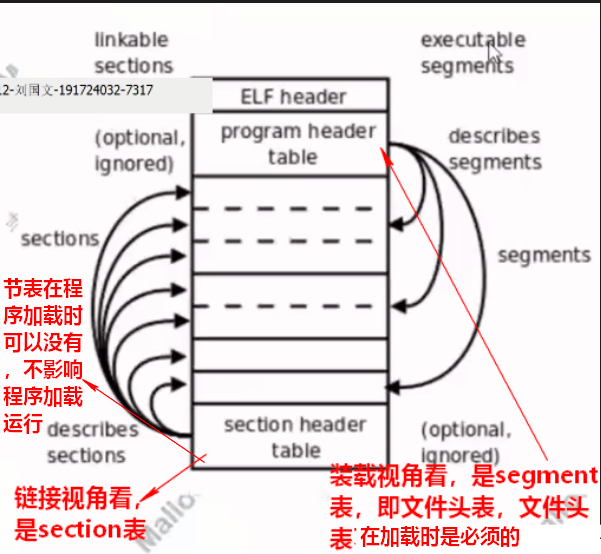 linkable
sections
executable
segments
.2-刘国文-191724032-7317
ELF header
(optional,
ignored)
program header
table
describes
segments
sections
segments
节表在程
序加载时
可以没有
，不影响
程序加载
运行
describes
sections
section header
table
(optional,
ignored)
链接视角看，
是section表
装载视角看，是segment
表，即文件头表，文件头
表在加载时是必须的
Mallo